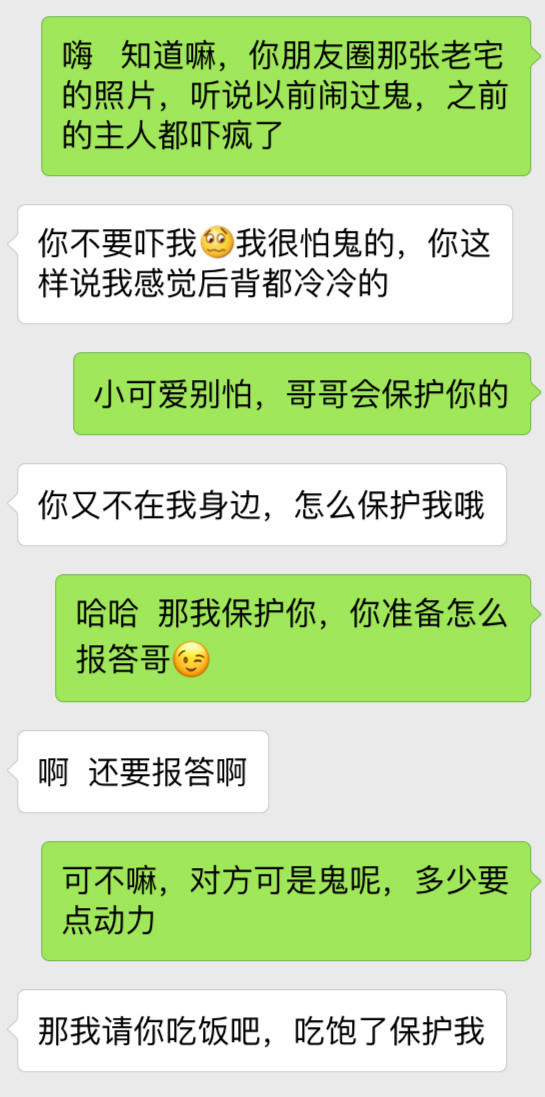 嗨 知道嘛，你朋友圈那张老宅
的照片，听说以前闹过鬼，之前
的主人都吓疯了
你不要吓我🥴我很怕鬼的，你这
样说我感觉后背都冷冷的
小可爱别怕，哥哥会保护你的
你又不在我身边，怎么保护我哦
哈哈 那我保护你，你准备怎么
报答哥😉
啊 还要报答啊
可不嘛，对方可是鬼呢，多少要
点动力
那我请你吃饭吧，吃饱了保护我